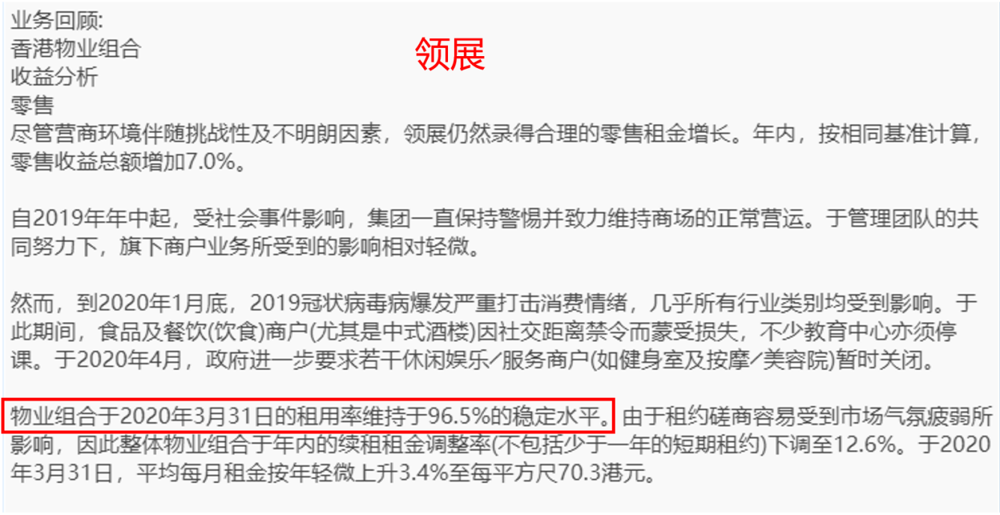 业务回顾:
香港物业组合
领展
收益分析
零售
尽管营商环境伴随挑战性及不明朗因素，领展仍然录得合理的零售租金增长。年内，按相同基准计算，
零售收益总额增加7.0%。
自2019年年中起，受社会事件影响，集团一直保持警惕并致力维持商场的正常营运。于管理团队的共
同努力下，旗下商户业务所受到的影响相对轻微。
然而，到2020年1月底，2019冠状病毒病爆发严重打击消费情绪，几乎所有行业类别均受到影响。于
此期间，食品及餐饮(饮食)商户(尤其是中式酒楼)因社交距离禁令而蒙受损失，不少教育中心亦须停
课。于2020年4月，政府进一步要求若干休闲娱乐╱服务商户(如健身室及按摩╱美容院)暂时关闭。
物业组合于2020年3月31日的租用率维持于96.5%的稳定水平。由于租约磋商容易受到市场气氛疲弱所
影响，因此整体物业组合于年内的续租租金调整率(不包括少于一年的短期租约)下调至12.6%。于2020
年3月31日，平均每月租金按年轻微上升3.4%至每平方尺70.3港元。